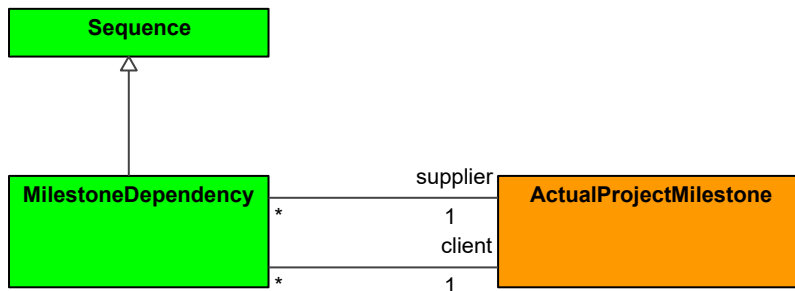 Sequence
MilestoneDependency
supplier
ActualProjectMilestone
* 1
client
* 1